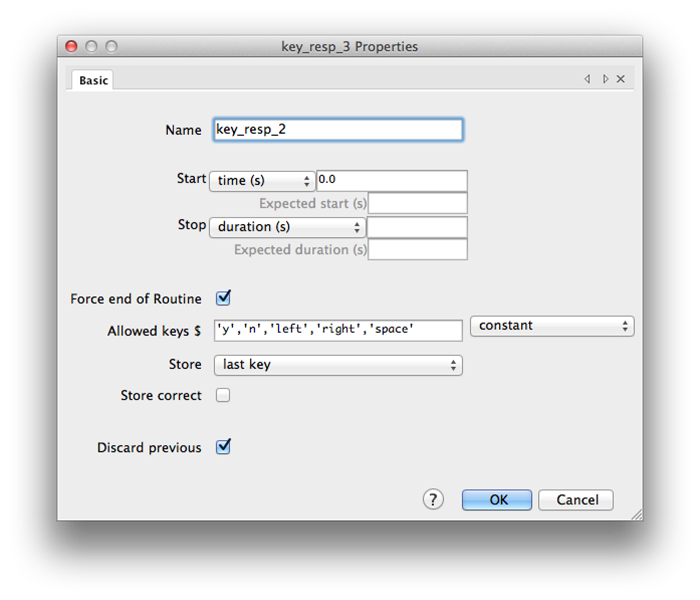 key_resp_3 Properties
Basic
Name key_resp_2
Start time (s) 0.0
Expected start (s)
Stop duration (s)
Expected duration (s)
Force end of Routine
Allowed keys $ 'y','n','left','right','space' constant
Store last key
Store correct
Discard previous
? OK Cancel